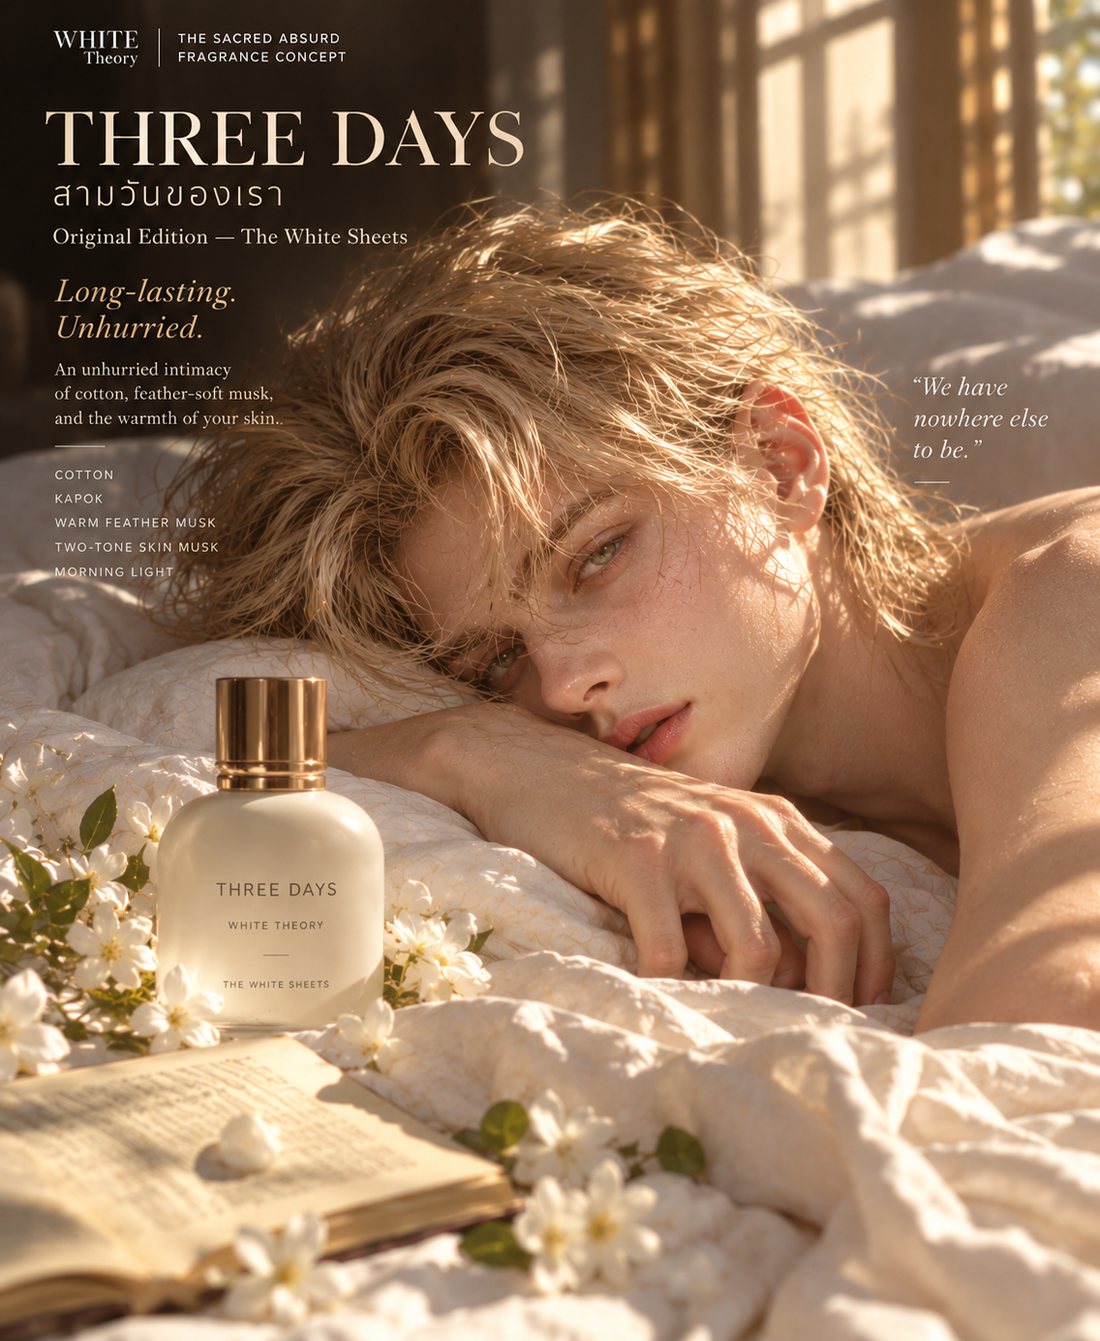 WHITE
Theory
THE SACRED ABSURD
FRAGRANCE CONCEPT
THREE DAYS
สามวันของเรา
Original Edition — The White Sheets
Long-lasting.
Unhurried.
An unhurried intimacy
of cotton, feather-soft musk,
and the warmth of your skin..
COTTON
KAPOK
WARM FEATHER MUSK
TWO-TONE SKIN MUSK
MORNING LIGHT
“We have
nowhere else
to be.”
THREE DAYS
WHITE THEORY
THE WHITE SHEETS